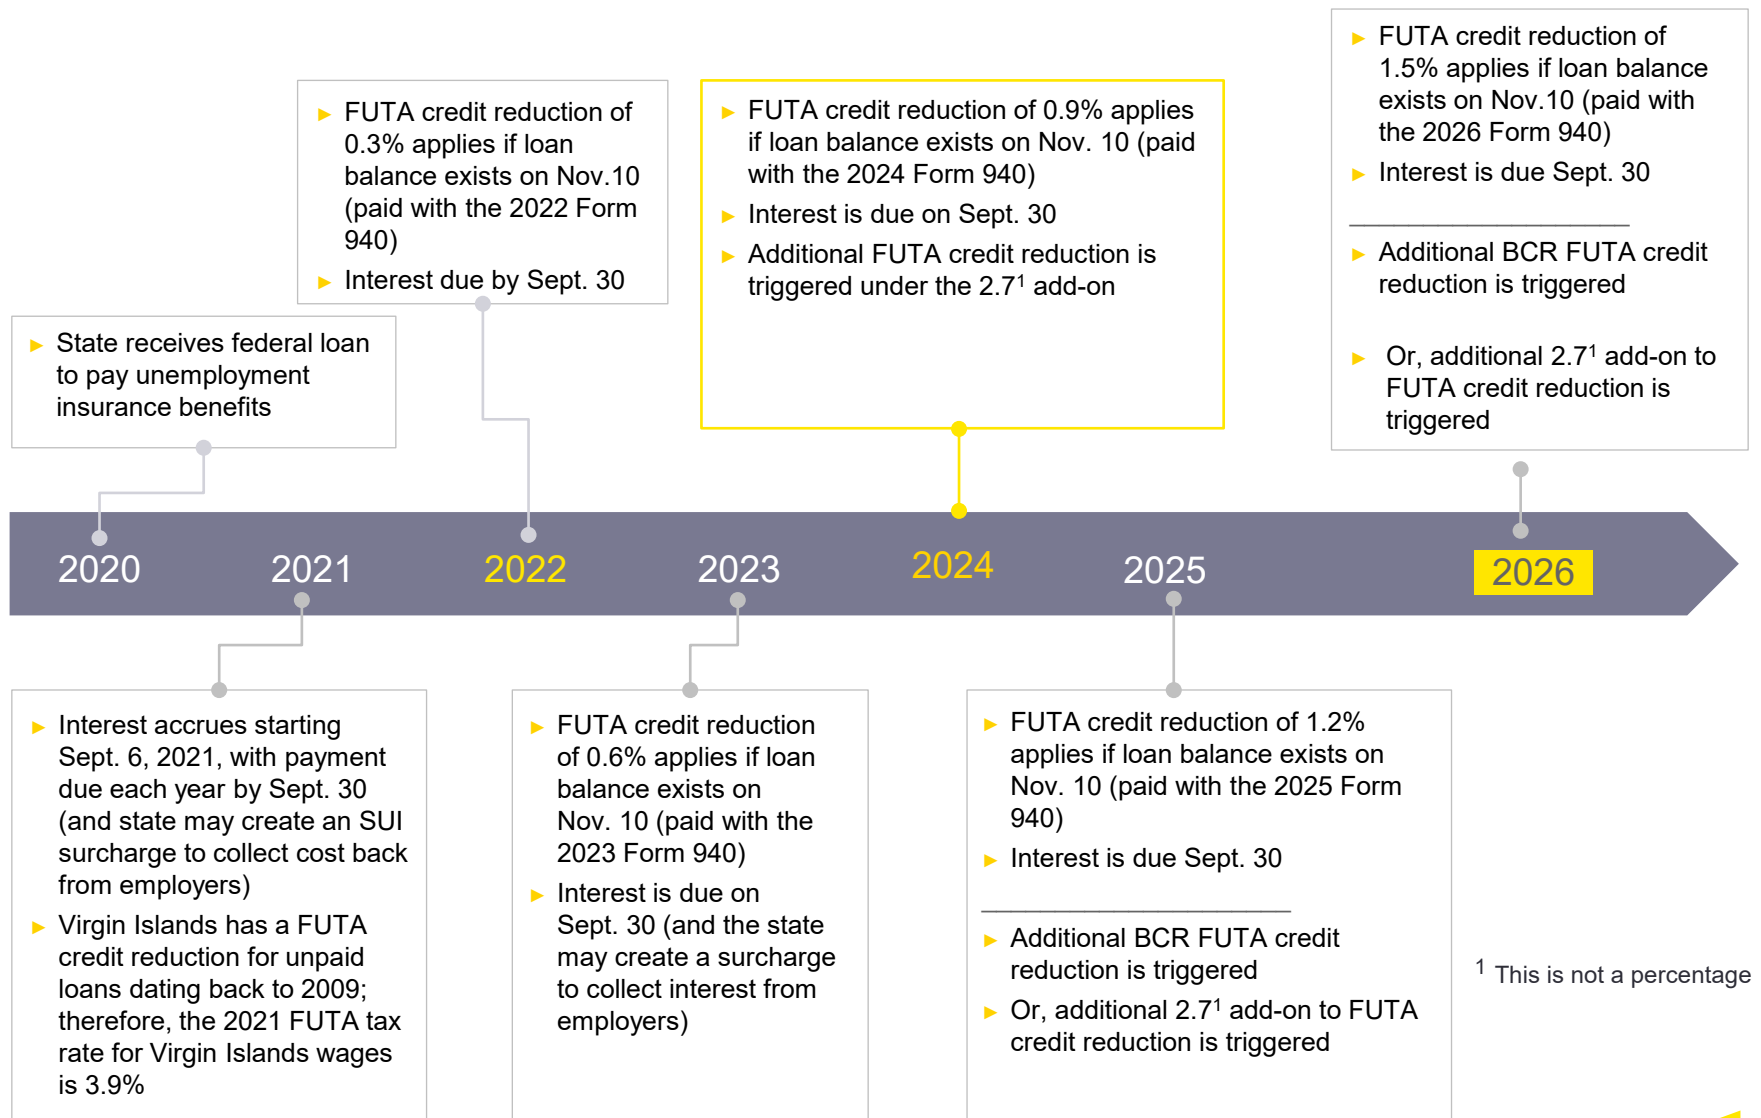 ► State receives federal loan
to pay unemployment
insurance benefits
► FUTA credit reduction of
0.3% applies if loan
balance exists on Nov.10
(paid with the 2022 Form
940)
► Interest due by Sept. 30
► FUTA credit reduction of 0.9% applies
if loan balance exists on Nov. 10 (paid
with the 2024 Form 940)
► Interest is due on Sept. 30
► Additional FUTA credit reduction is
triggered under the 2.7¹ add-on
► FUTA credit reduction of
1.5% applies if loan balance
exists on Nov.10 (paid with
the 2026 Form 940)
► Interest is due Sept. 30
► Additional BCR FUTA credit
reduction is triggered
► Or, additional 2.7¹ add-on to
FUTA credit reduction is
triggered
2020 2021 2022 2023 2024 2025 2026
► Interest accrues starting
Sept. 6, 2021, with payment
due each year by Sept. 30
(and state may create an SUI
surcharge to collect cost back
from employers)
► Virgin Islands has a FUTA
credit reduction for unpaid
loans dating back to 2009;
therefore, the 2021 FUTA tax
rate for Virgin Islands wages
is 3.9%
► FUTA credit reduction
of 0.6% applies if loan
balance exists on
Nov. 10 (paid with the
2023 Form 940)
► Interest is due on
Sept. 30 (and the state
may create a surcharge
to collect interest from
employers)
► FUTA credit reduction of 1.2%
applies if loan balance exists on
Nov. 10 (paid with the 2025 Form
940)
► Interest is due Sept. 30
► Additional BCR FUTA credit
reduction is triggered
► Or, additional 2.7¹ add-on to FUTA
credit reduction is triggered
¹ This is not a percentage